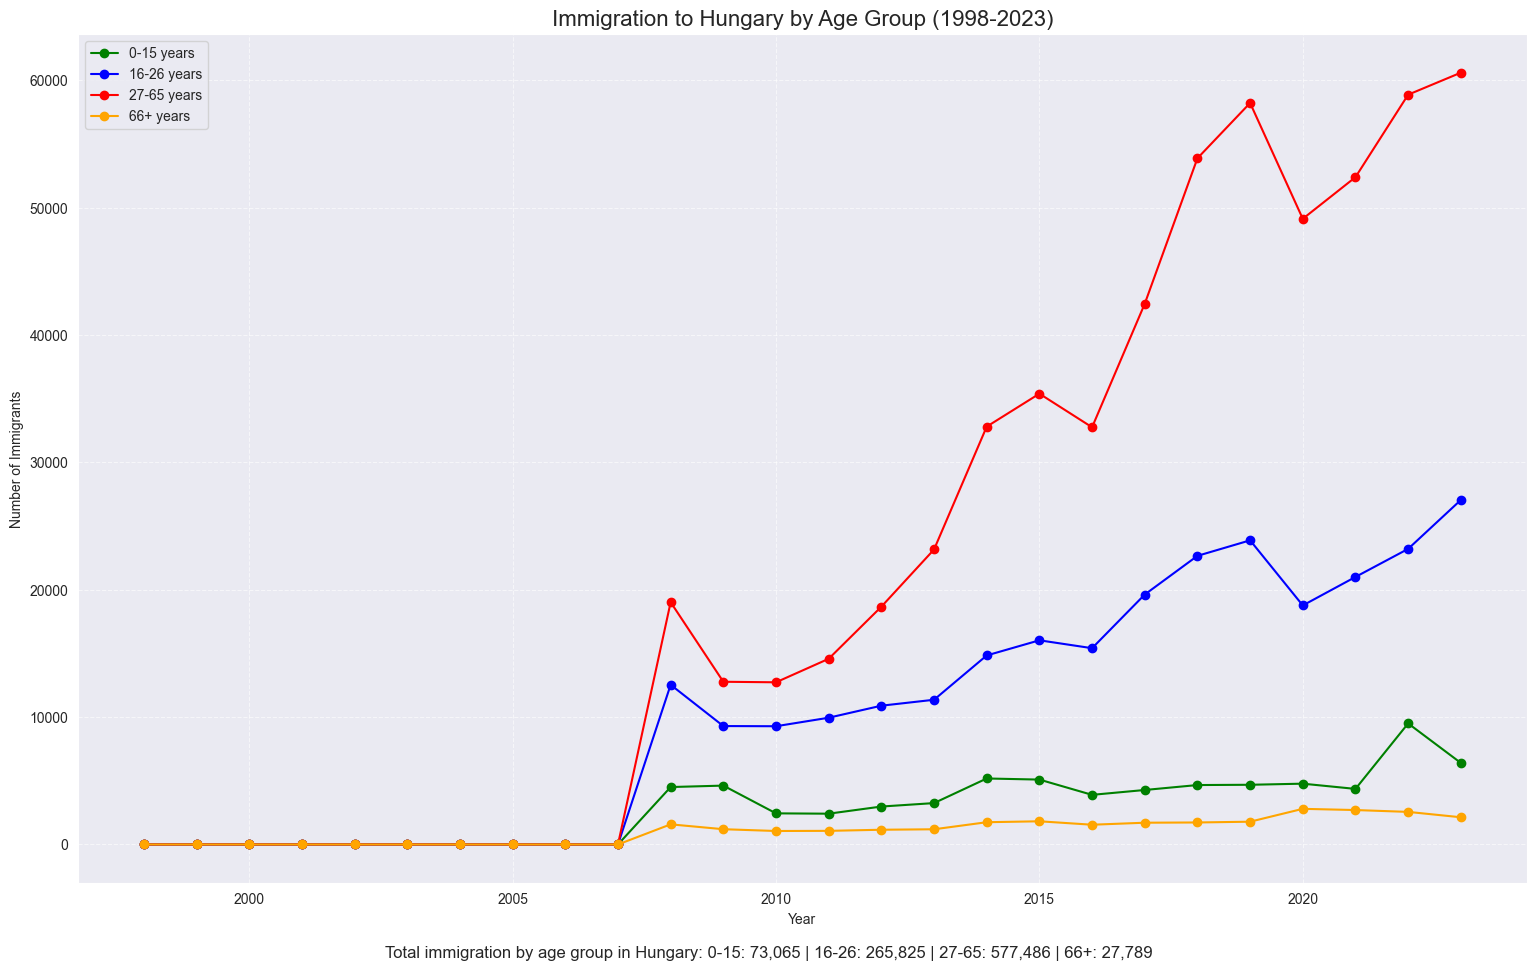 Immigration to Hungary by Age Group (1998-2023)
0-15 years
16-26 years
27-65 years
66+ years
Number of Immigrants
60000
50000
40000
30000
20000
10000
0
2000 2005 2010 2015 2020
Year
Total immigration by age group in Hungary: 0-15: 73,065 | 16-26: 265,825 | 27-65: 577,486 | 66+: 27,789